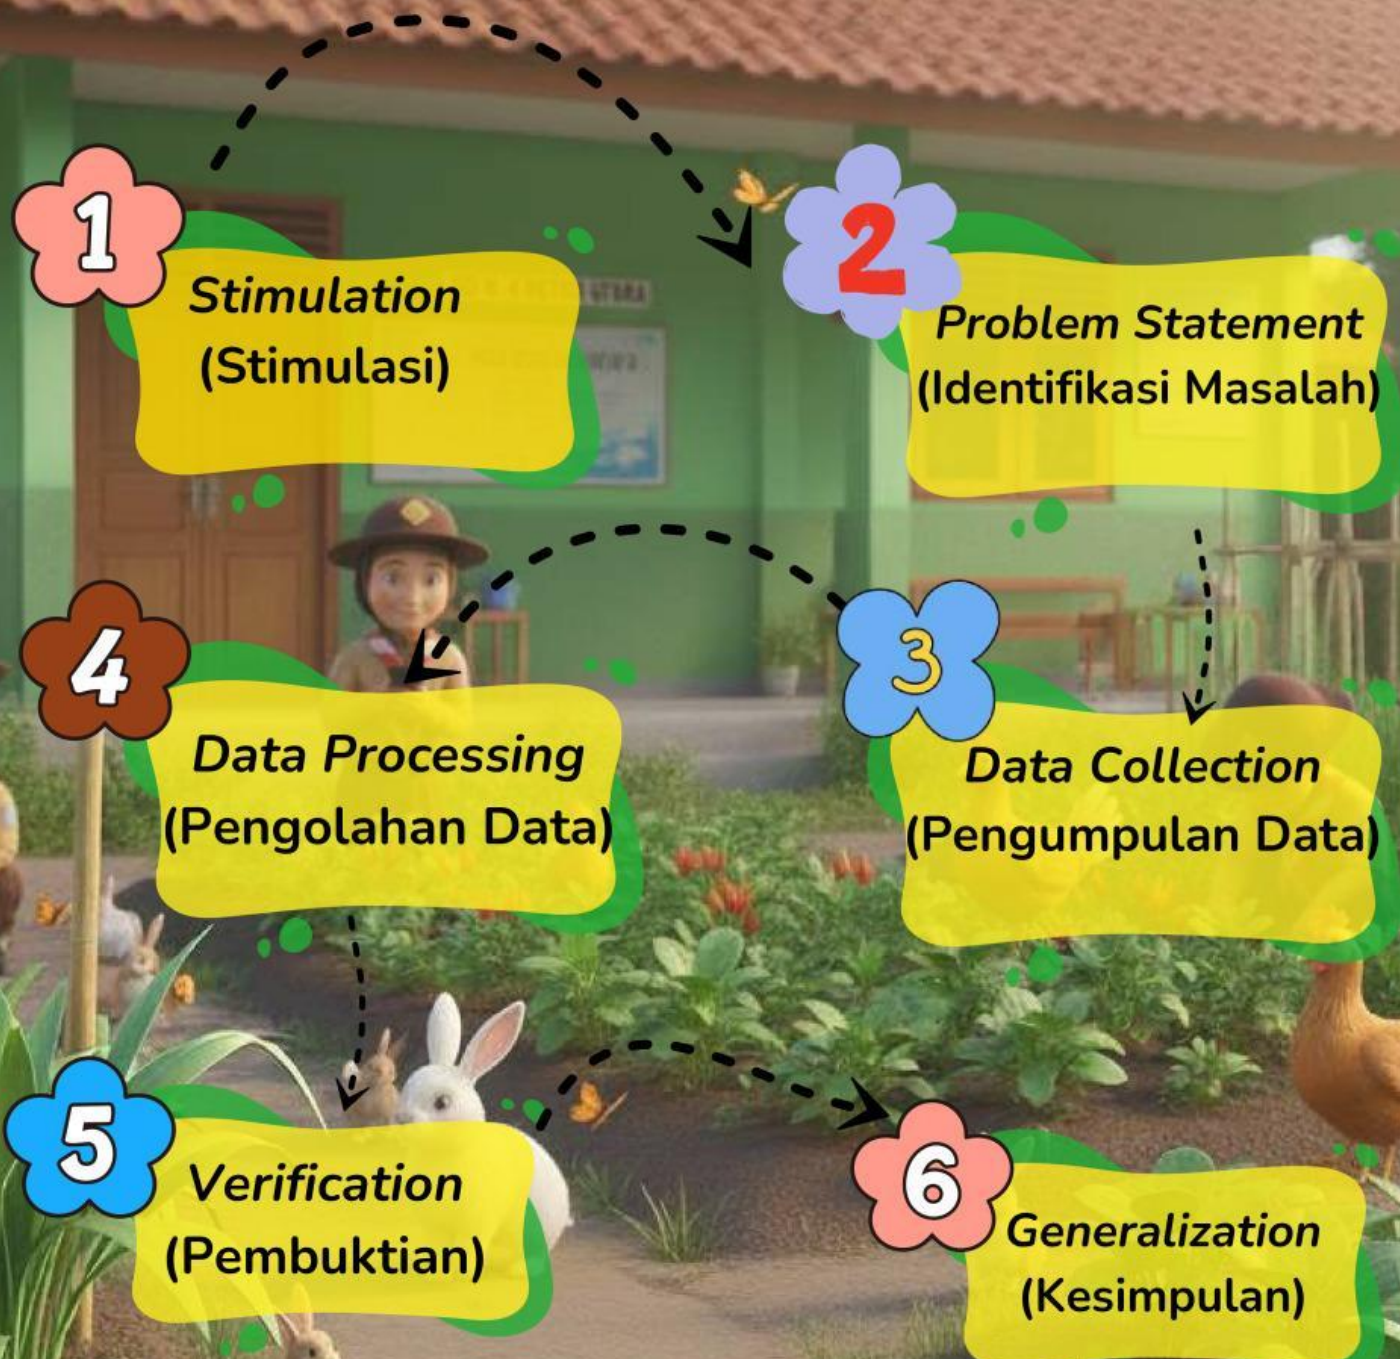 1
Stimulation
(Stimulasi)
2
Problem Statement
(Identifikasi Masalah)
3
Data Collection
(Pengumpulan Data)
4
Data Processing
(Pengolahan Data)
5
Verification
(Pembuktian)
6
Generalization
(Kesimpulan)